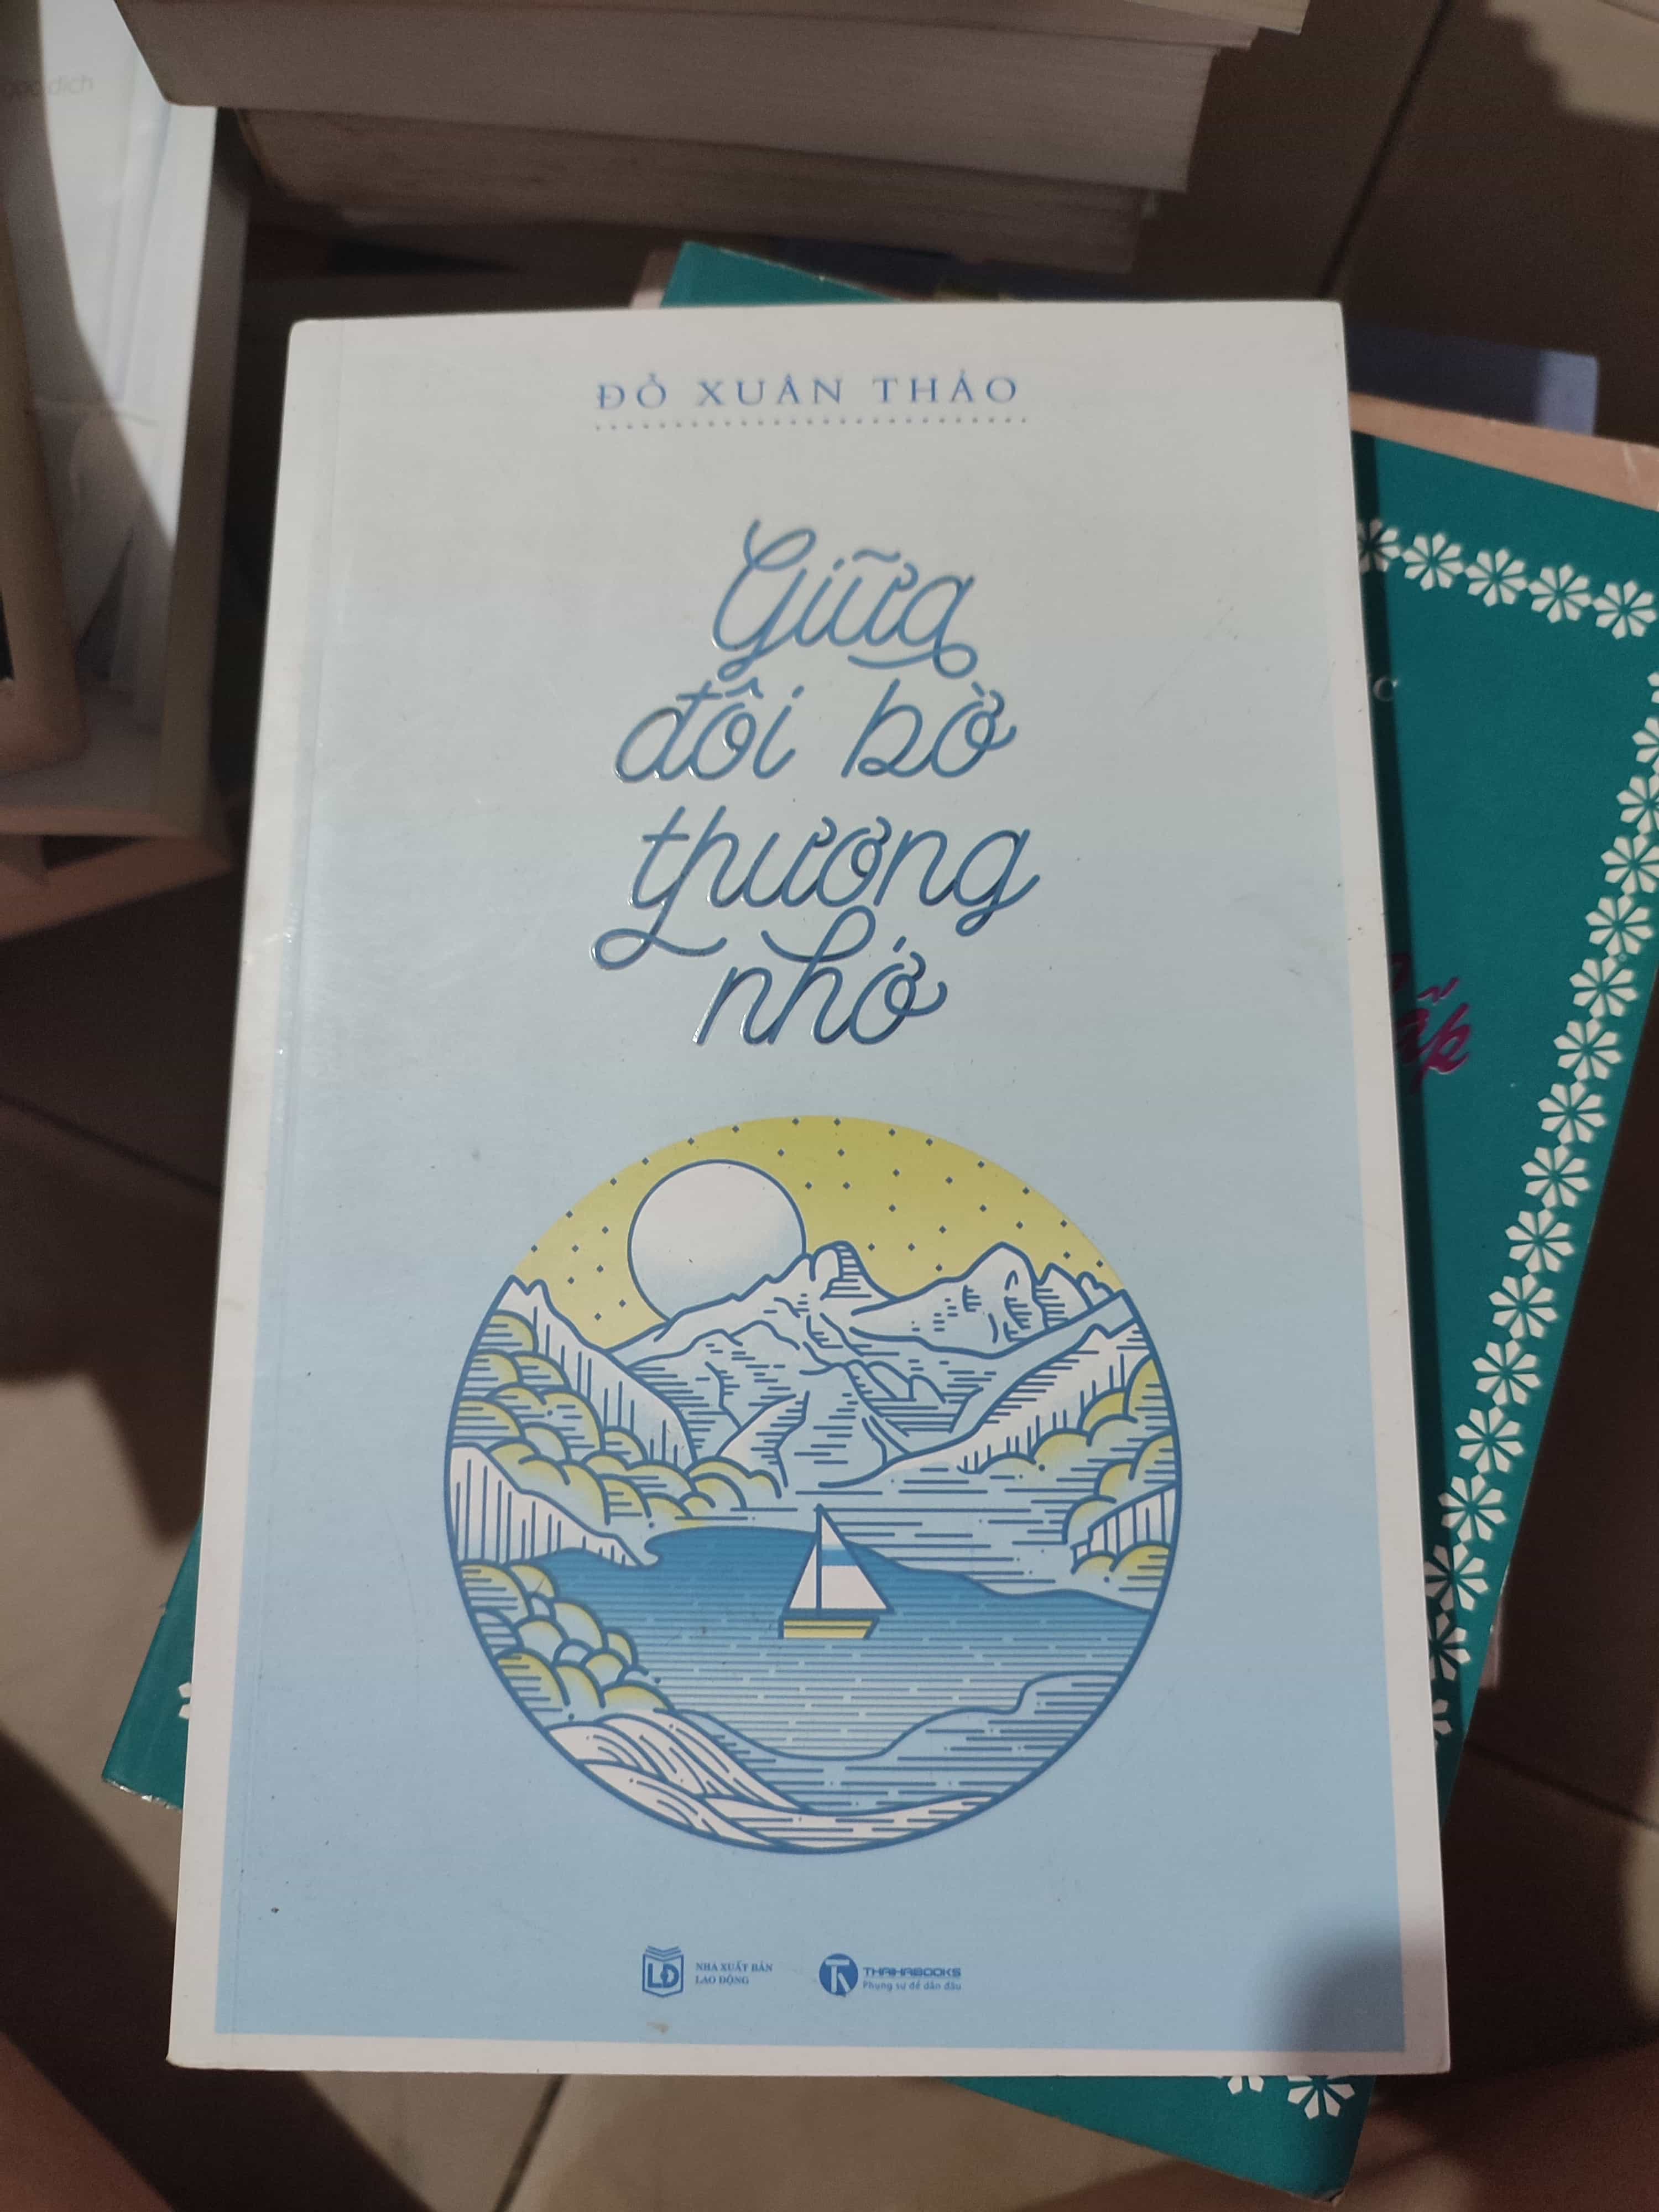 dịch
ĐỖ XUÂN THẢO
Giữa
đôi bờ
thương
nhớ
NHÀ XUẤT BẢN
LAO ĐỘNG
THAIHABOOKS
Phụng sự để dẫn đầu